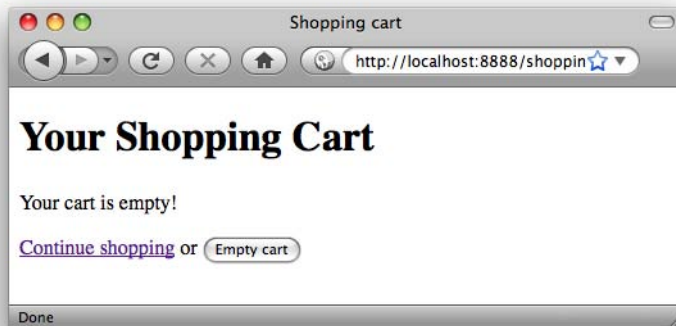 Shopping cart
http://localhost:8888/shoppin
Your Shopping Cart
Your cart is empty!
Continue shopping or Empty cart
Done